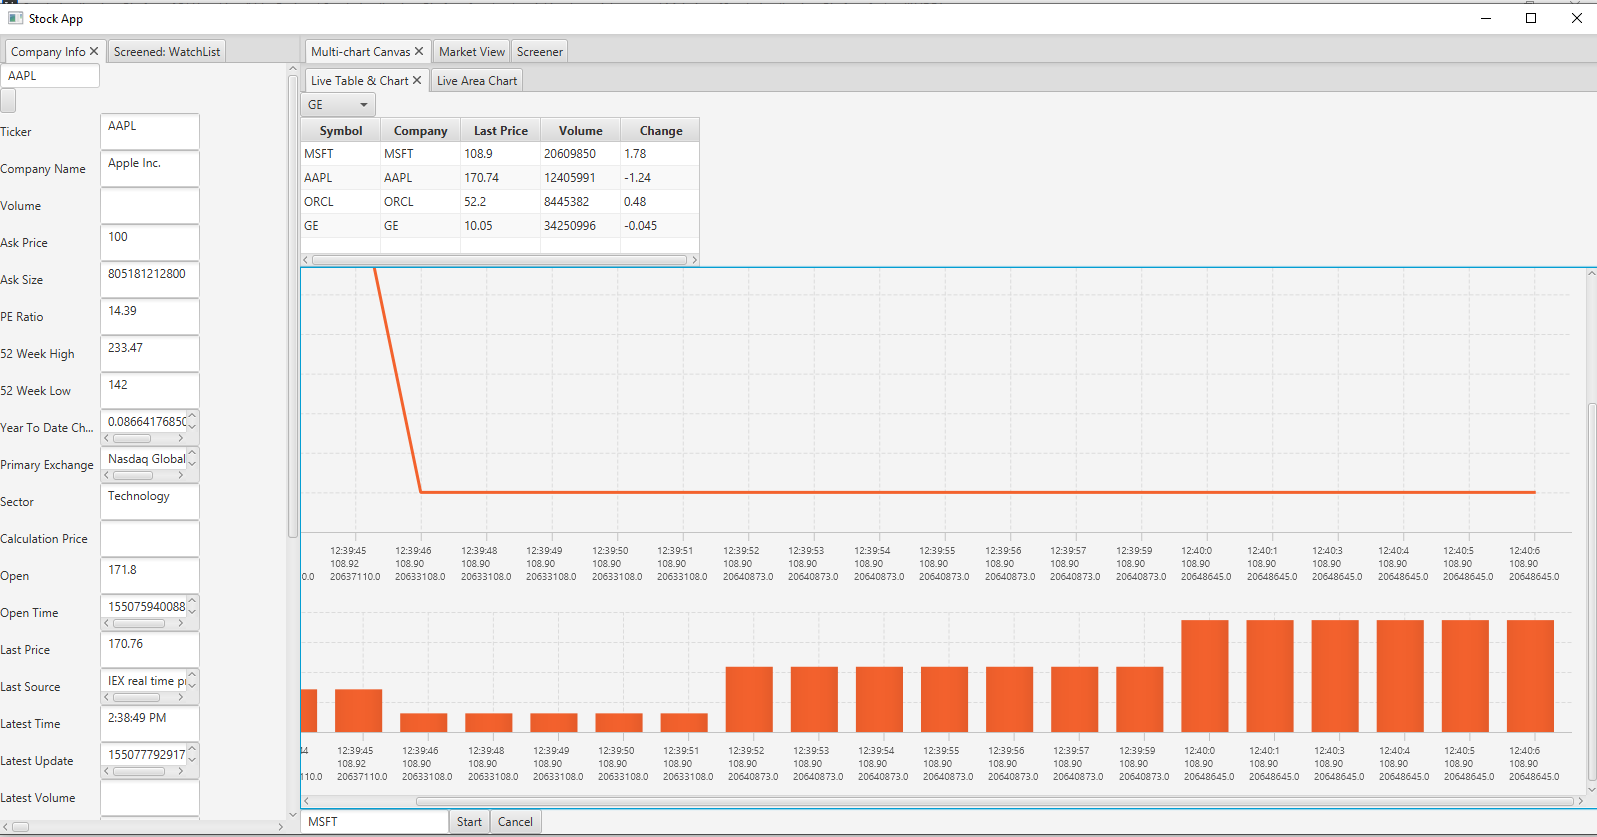 Stock App
Company Info
Screened: WatchList
AAPL
Ticker AAPL
Company Name Apple Inc.
Volume
Ask Price 100
Ask Size 805181212800
PE Ratio 14.39
52 Week High 233.47
52 Week Low 142
Year To Date Ch... 0.0866417685
Primary Exchange Nasdaq Global
Sector Technology
Calculation Price
Open 171.8
Open Time 155075940088
Last Price 170.76
Last Source IEX real time
Latest Time 2:38:49 PM
Latest Update 155077792917
Latest Volume
Multi-chart Canvas Market View Screener
Live Table & Chart Live Area Chart
GE
Symbol Company Last Price Volume Change
MSFT MSFT 108.9 20609850 1.78
AAPL AAPL 170.74 12405991 -1.24
ORCL ORCL 52.2 8445382 0.48
GE GE 10.05 34250996 -0.045
12:39:45 12:39:46 12:39:48 12:39:49 12:39:50 12:39:51 12:39:52 12:39:53 12:39:54 12:39:55 12:39:56 12:39:57 12:39:59 12:40:0 12:40:1 12:40:3 12:40:4 12:40:5 12:40:6
108.92 108.90 108.90 108.90 108.90 108.90 108.90 108.90 108.90 108.90 108.90 108.90 108.90 108.90 108.90 108.90 108.90 108.90 108.90
0.0 20637110.0 20633108.0 20633108.0 20633108.0 20633108.0 20633108.0 20640873.0 20640873.0 20640873.0 20640873.0 20640873.0 20640873.0 20640873.0 20648645.0 20648645.0 20648645.0 20648645.0 20648645.0 20648645.0
44 12:39:45 12:39:46 12:39:48 12:39:49 12:39:50 12:39:51 12:39:52 12:39:53 12:39:54 12:39:55 12:39:56 12:39:57 12:39:59 12:40:0 12:40:1 12:40:3 12:40:4 12:40:5 12:40:6
108.92 108.90 108.90 108.90 108.90 108.90 108.90 108.90 108.90 108.90 108.90 108.90 108.90 108.90 108.90 108.90 108.90 108.90 108.90
110.0 20637110.0 20633108.0 20633108.0 20633108.0 20633108.0 20633108.0 20640873.0 20640873.0 20640873.0 20640873.0 20640873.0 20640873.0 20640873.0 20648645.0 20648645.0 20648645.0 20648645.0 20648645.0 20648645.0
MSFT Start Cancel